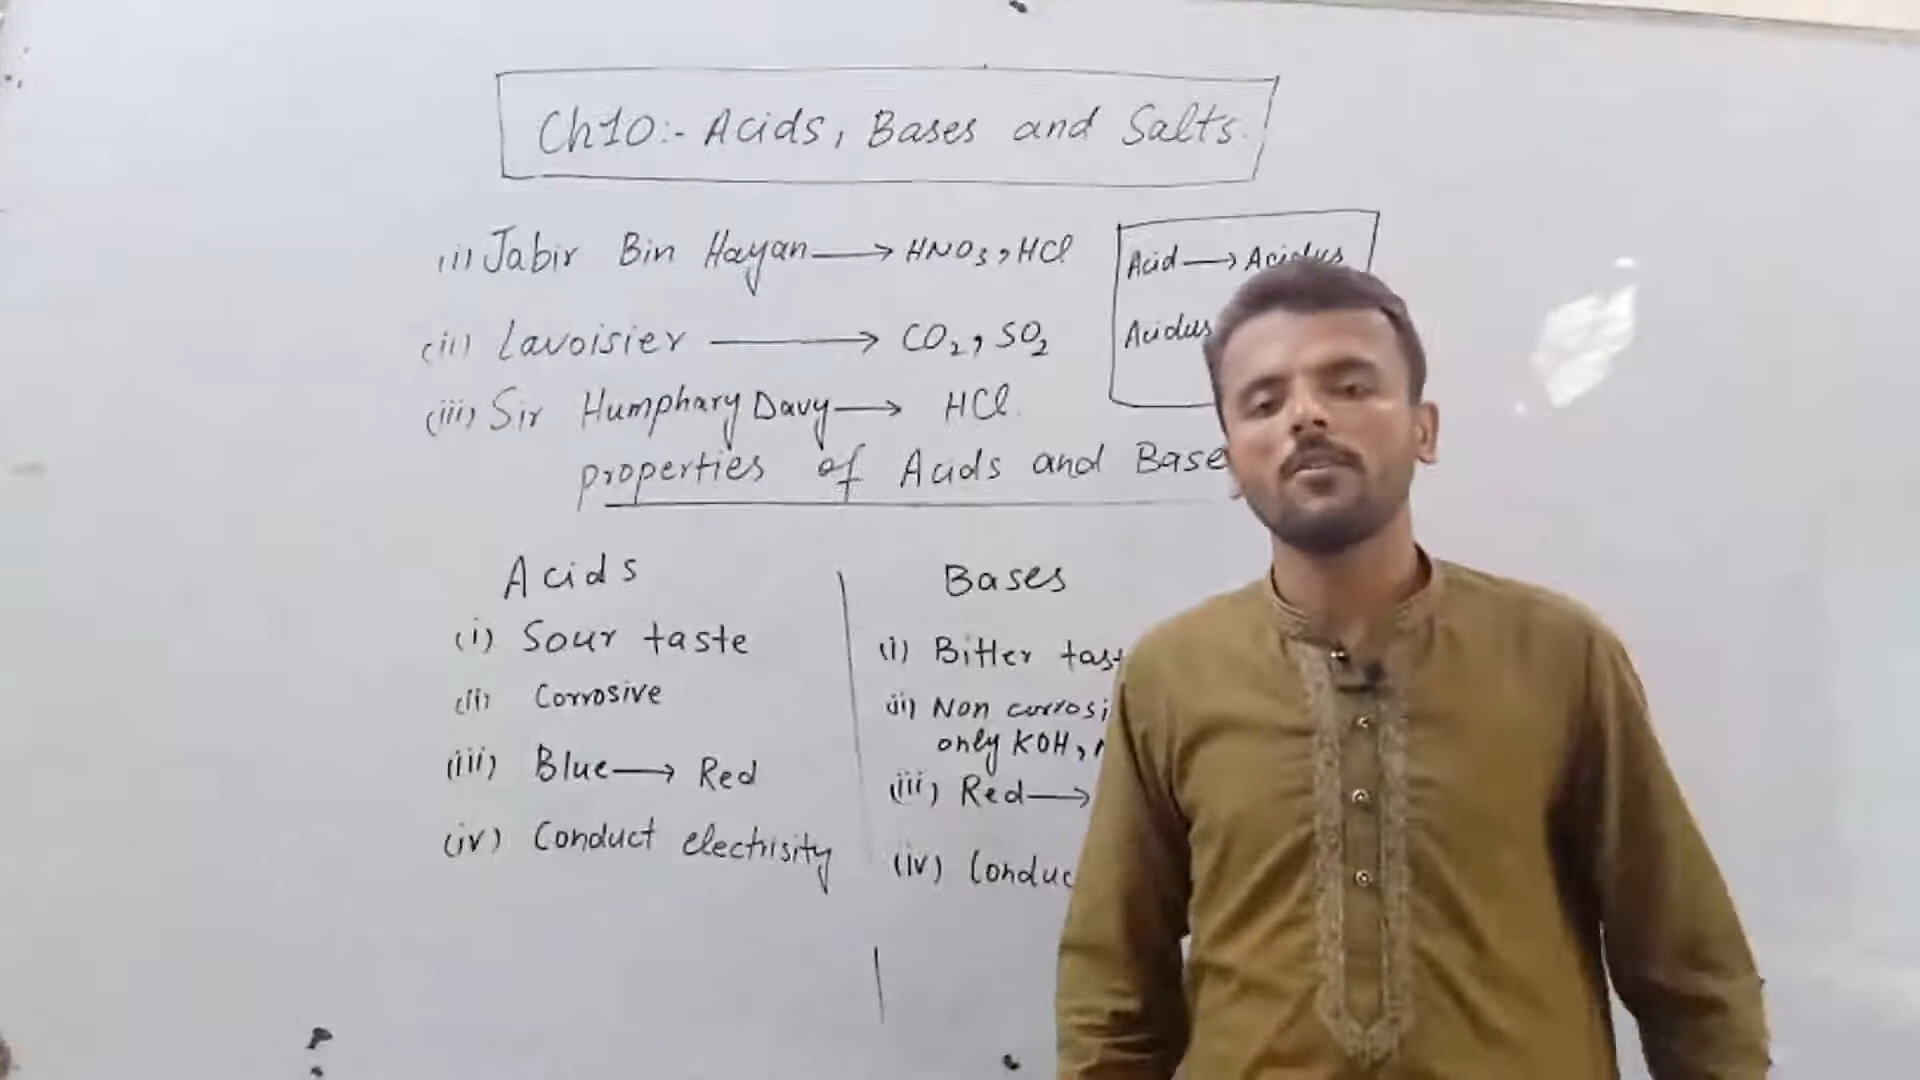 Ch10:- Acids, Bases and Salts.
(i) Jabir Bin Hayan → HNO₃, HCl
(ii) Lavoisier → CO₂, SO₂
(iii) Sir Humphary Davy → HCl.
Acid → Acidus
Acidus
properties of Acids and Base
Acids
(i) Sour taste
(ii) Corrosive
(iii) Blue → Red
(iv) Conduct electrisity
Bases
(i) Bitter tast
(ii) Non corrosi
only KOH,
(iii) Red →
(iv) Conduc